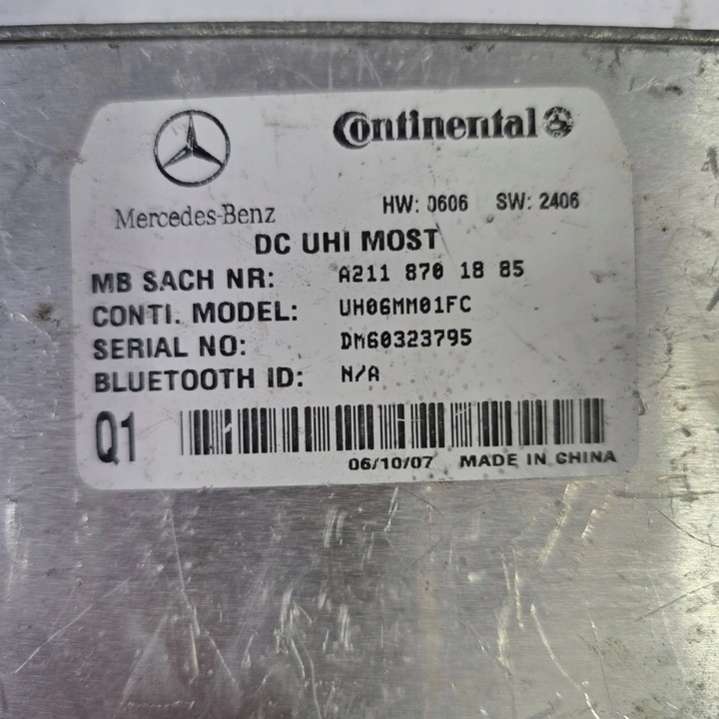 Continental
Mercedes-Benz
HW: 0606 SW: 2406
DC UHI MOST
MB SACH NR: A211 870 18 85
CONTI. MODEL: UH06MM01FC
SERIAL NO: DM60323795
BLUETOOTH ID: N/A
Q1
06/10/07 MADE IN CHINA